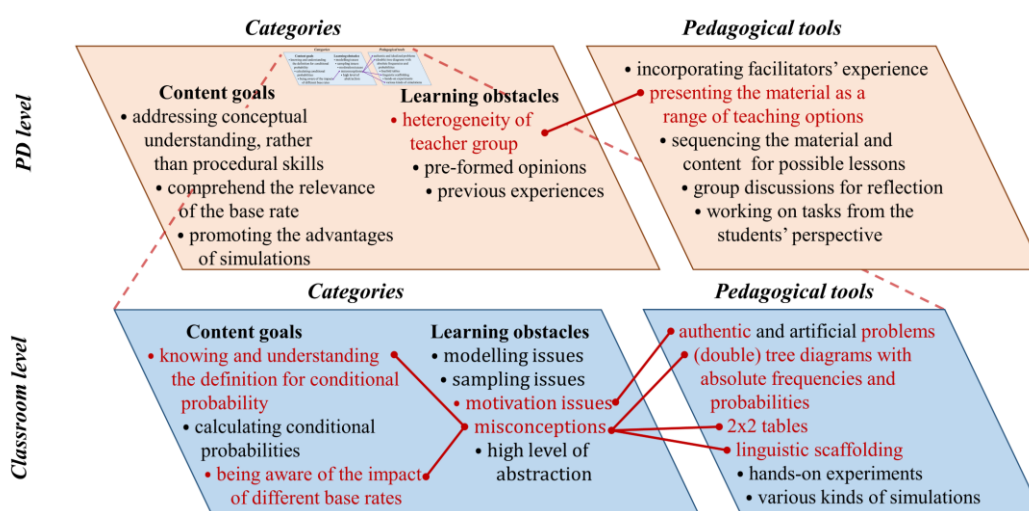 Categories
Pedagogical tools
PD level
Content goals
• addressing conceptual
understanding, rather
than procedural skills
• comprehend the relevance
of the base rate
• promoting the advantages
of simulations
Learning obstacles
• heterogeneity of
teacher group
• pre-formed opinions
• previous experiences
• incorporating facilitators’ experience
• presenting the material as a
range of teaching options
• sequencing the material and
content for possible lessons
• group discussions for reflection
• working on tasks from the
students’ perspective
Categories
Pedagogical tools
Classroom level
Content goals
• knowing and understanding
the definition for conditional
probability
• calculating conditional
probabilities
• being aware of the impact
of different base rates
Learning obstacles
• modelling issues
• sampling issues
• motivation issues
misconceptions
• high level of
abstraction
authentic and artificial problems
(double) tree diagrams with
absolute frequencies and
probabilities
2x2 tables
linguistic scaffolding
• hands-on experiments
• various kinds of simulations